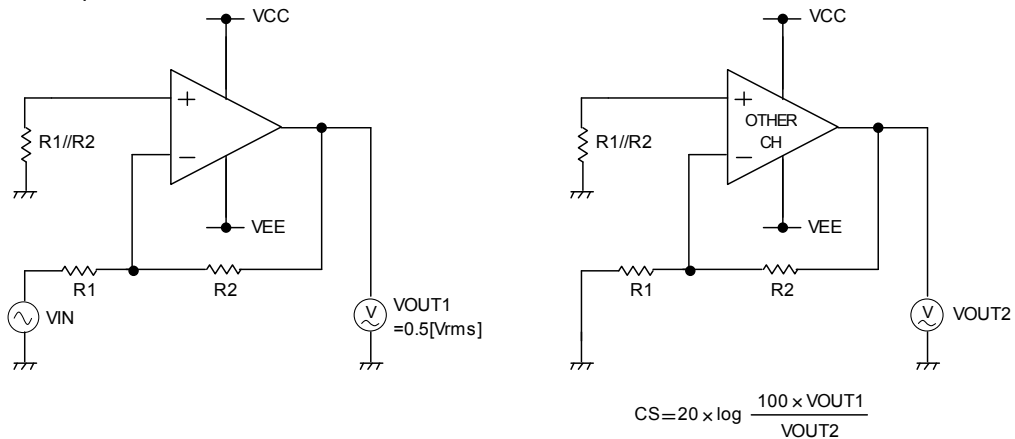 VCC
+
R1//R2
−
VEE
R1
R2
VIN
V
VOUT1
=0.5[Vrms]
VCC
+
OTHER
CH
R1//R2
−
VEE
R1
R2
V
VOUT2
CS=20×log 100×VOUT1
VOUT2